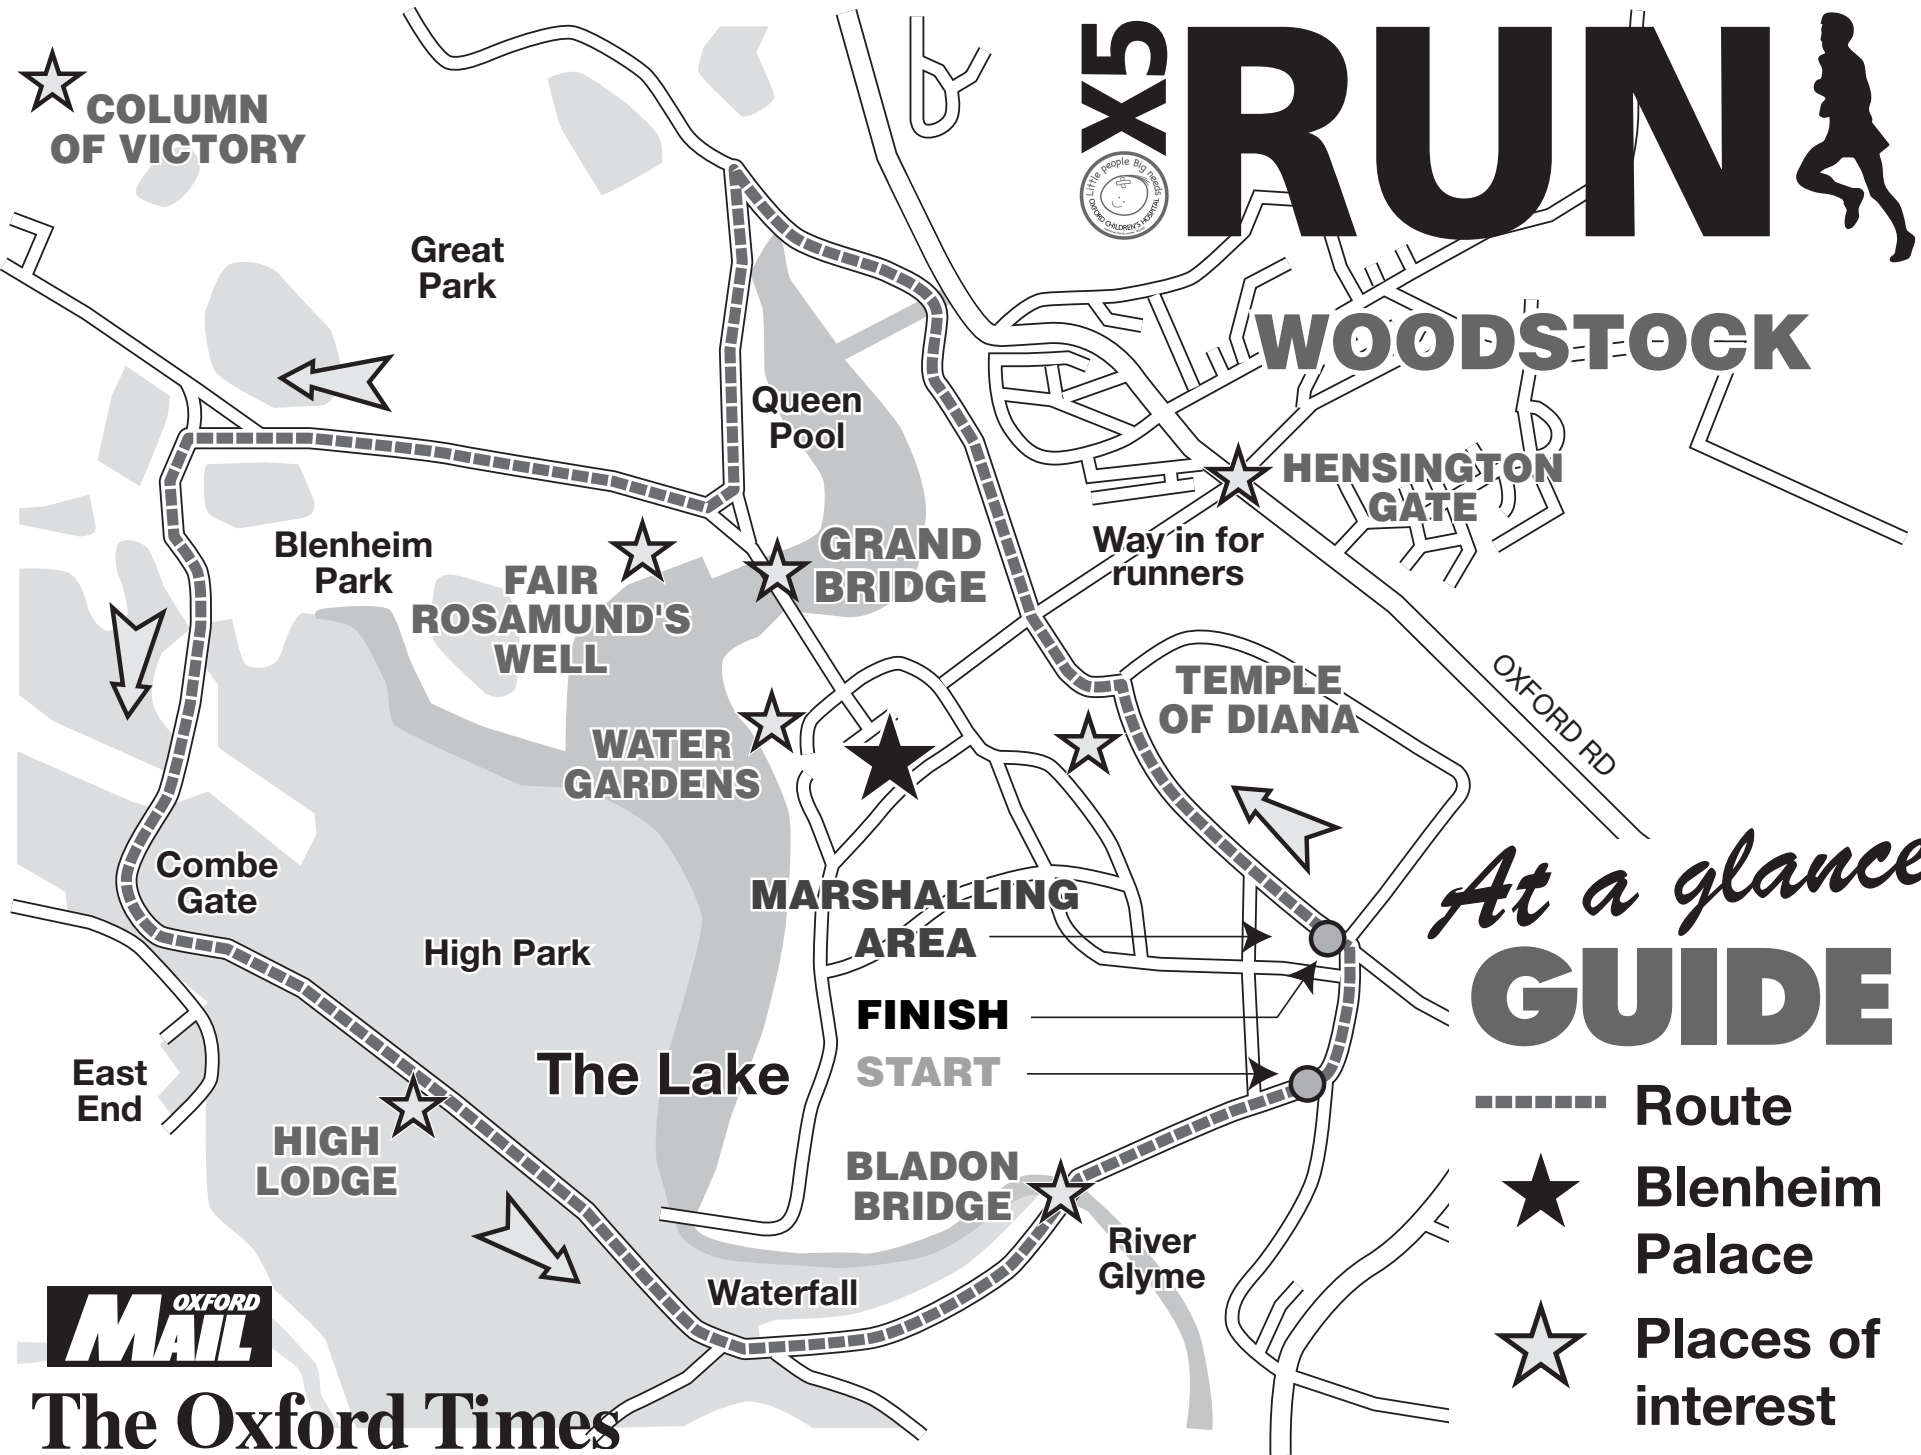 OX5
RUN
Little people Big needs
OXFORD CHILDREN'S HOSPITAL
COLUMN
OF VICTORY
Great
Park
WOODSTOCK
Queen
Pool
HENSINGTON
GATE
Way in for
runners
Blenheim
Park
FAIR
ROSAMUND'S
WELL
GRAND
BRIDGE
OXFORD RD
TEMPLE
OF DIANA
WATER
GARDENS
Combe
Gate
High Park
MARSHALLING
AREA
FINISH
START
The Lake
East
End
HIGH
LODGE
BLADON
BRIDGE
River
Glyme
Waterfall
At a glance
GUIDE
Route
Blenheim
Palace
Places of
interest
OXFORD
MAIL
The Oxford Times